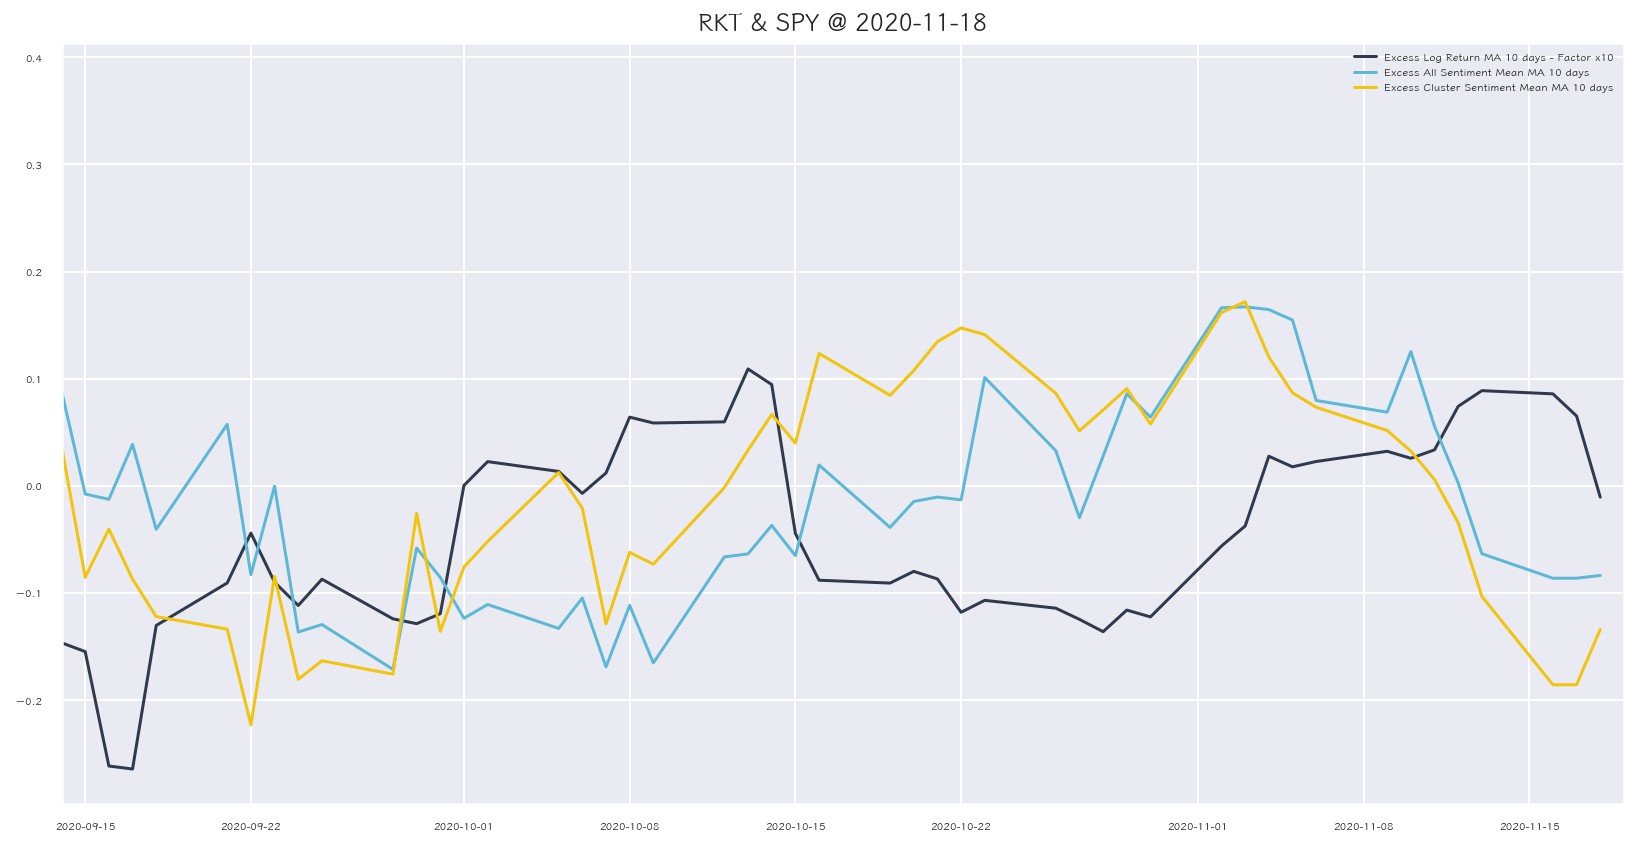 RKT & SPY @ 2020-11-18
Excess Log Return MA 10 days - Factor x10
Excess All Sentiment Mean MA 10 days
Excess Cluster Sentiment Mean MA 10 days
0.4
0.3
0.2
0.1
0.0
−0.1
−0.2
2020-09-15 2020-09-22 2020-10-01 2020-10-08 2020-10-15 2020-10-22 2020-11-01 2020-11-08 2020-11-15